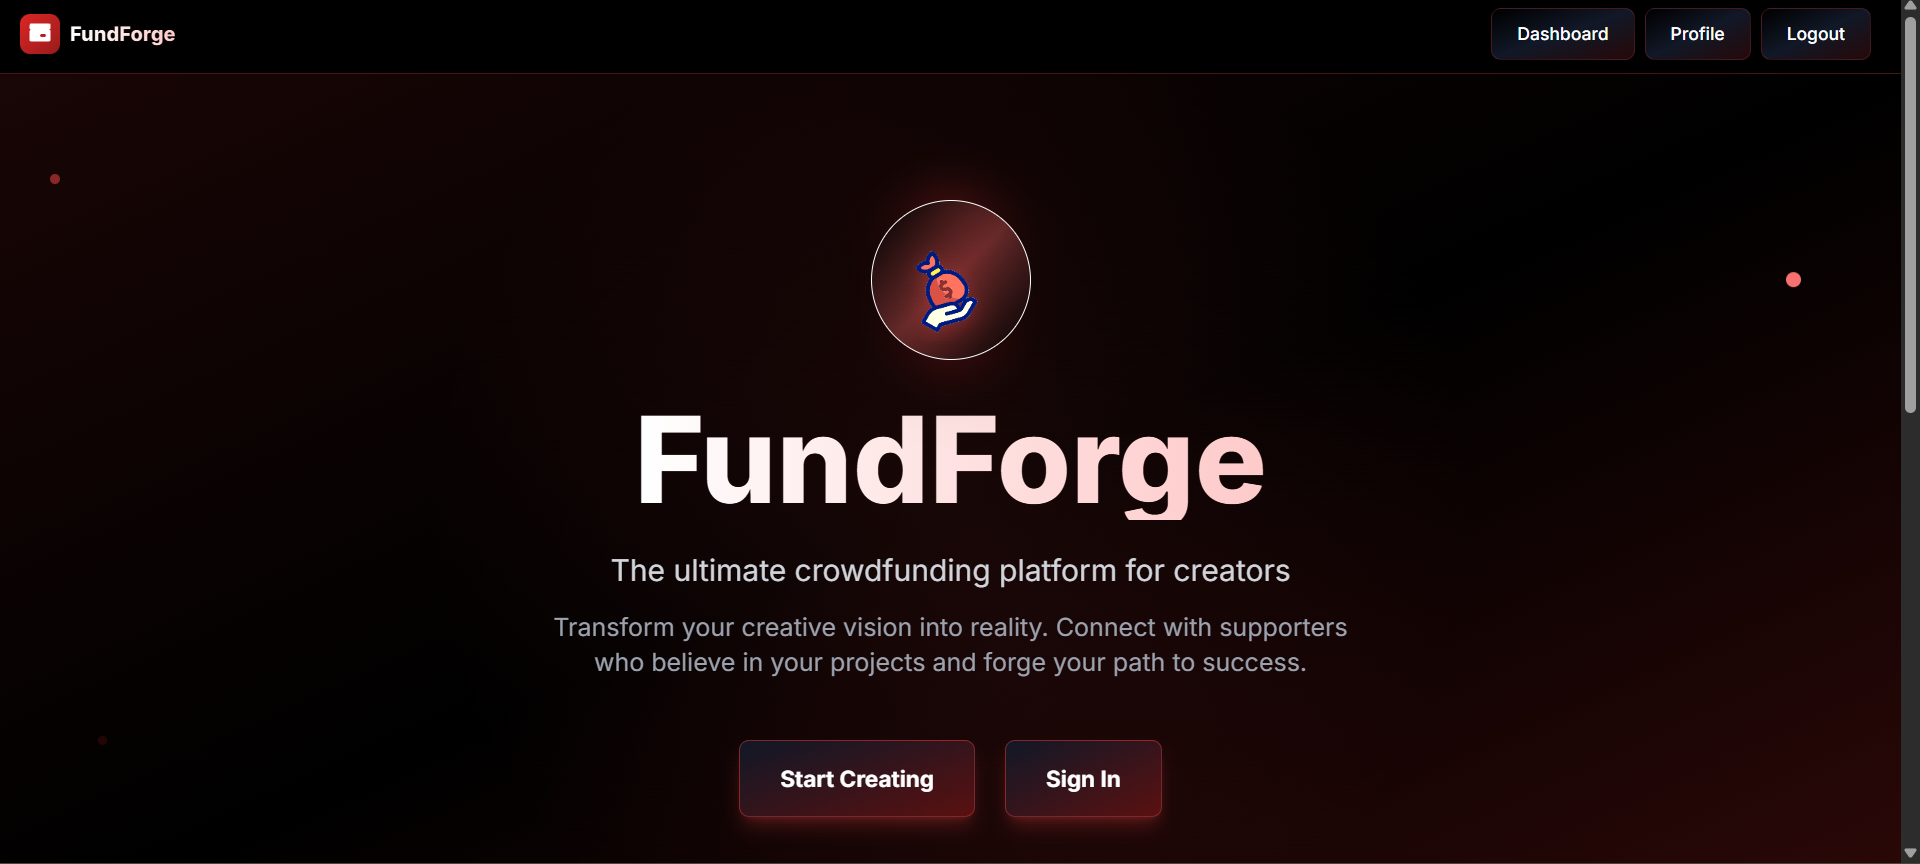 FundForge
Dashboard
Profile
Logout
$
FundForge
The ultimate crowdfunding platform for creators
Transform your creative vision into reality. Connect with supporters
who believe in your projects and forge your path to success.
Start Creating
Sign In